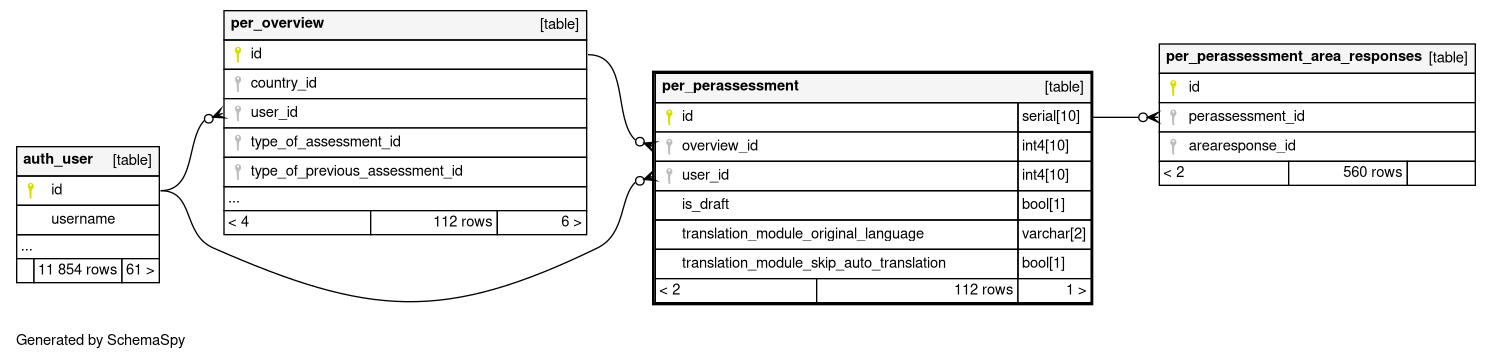 per_overview [table]
id
country_id
user_id
type_of_assessment_id
type_of_previous_assessment_id
...
< 4 112 rows 6 >
auth_user [table]
id
username
...
11 854 rows 61 >
per_perassessment [table]
id serial[10]
overview_id int4[10]
user_id int4[10]
is_draft bool[1]
translation_module_original_language varchar[2]
translation_module_skip_auto_translation bool[1]
< 2 112 rows 1 >
per_perassessment_area_responses [table]
id
perassessment_id
arearesponse_id
< 2 560 rows
Generated by SchemaSpy